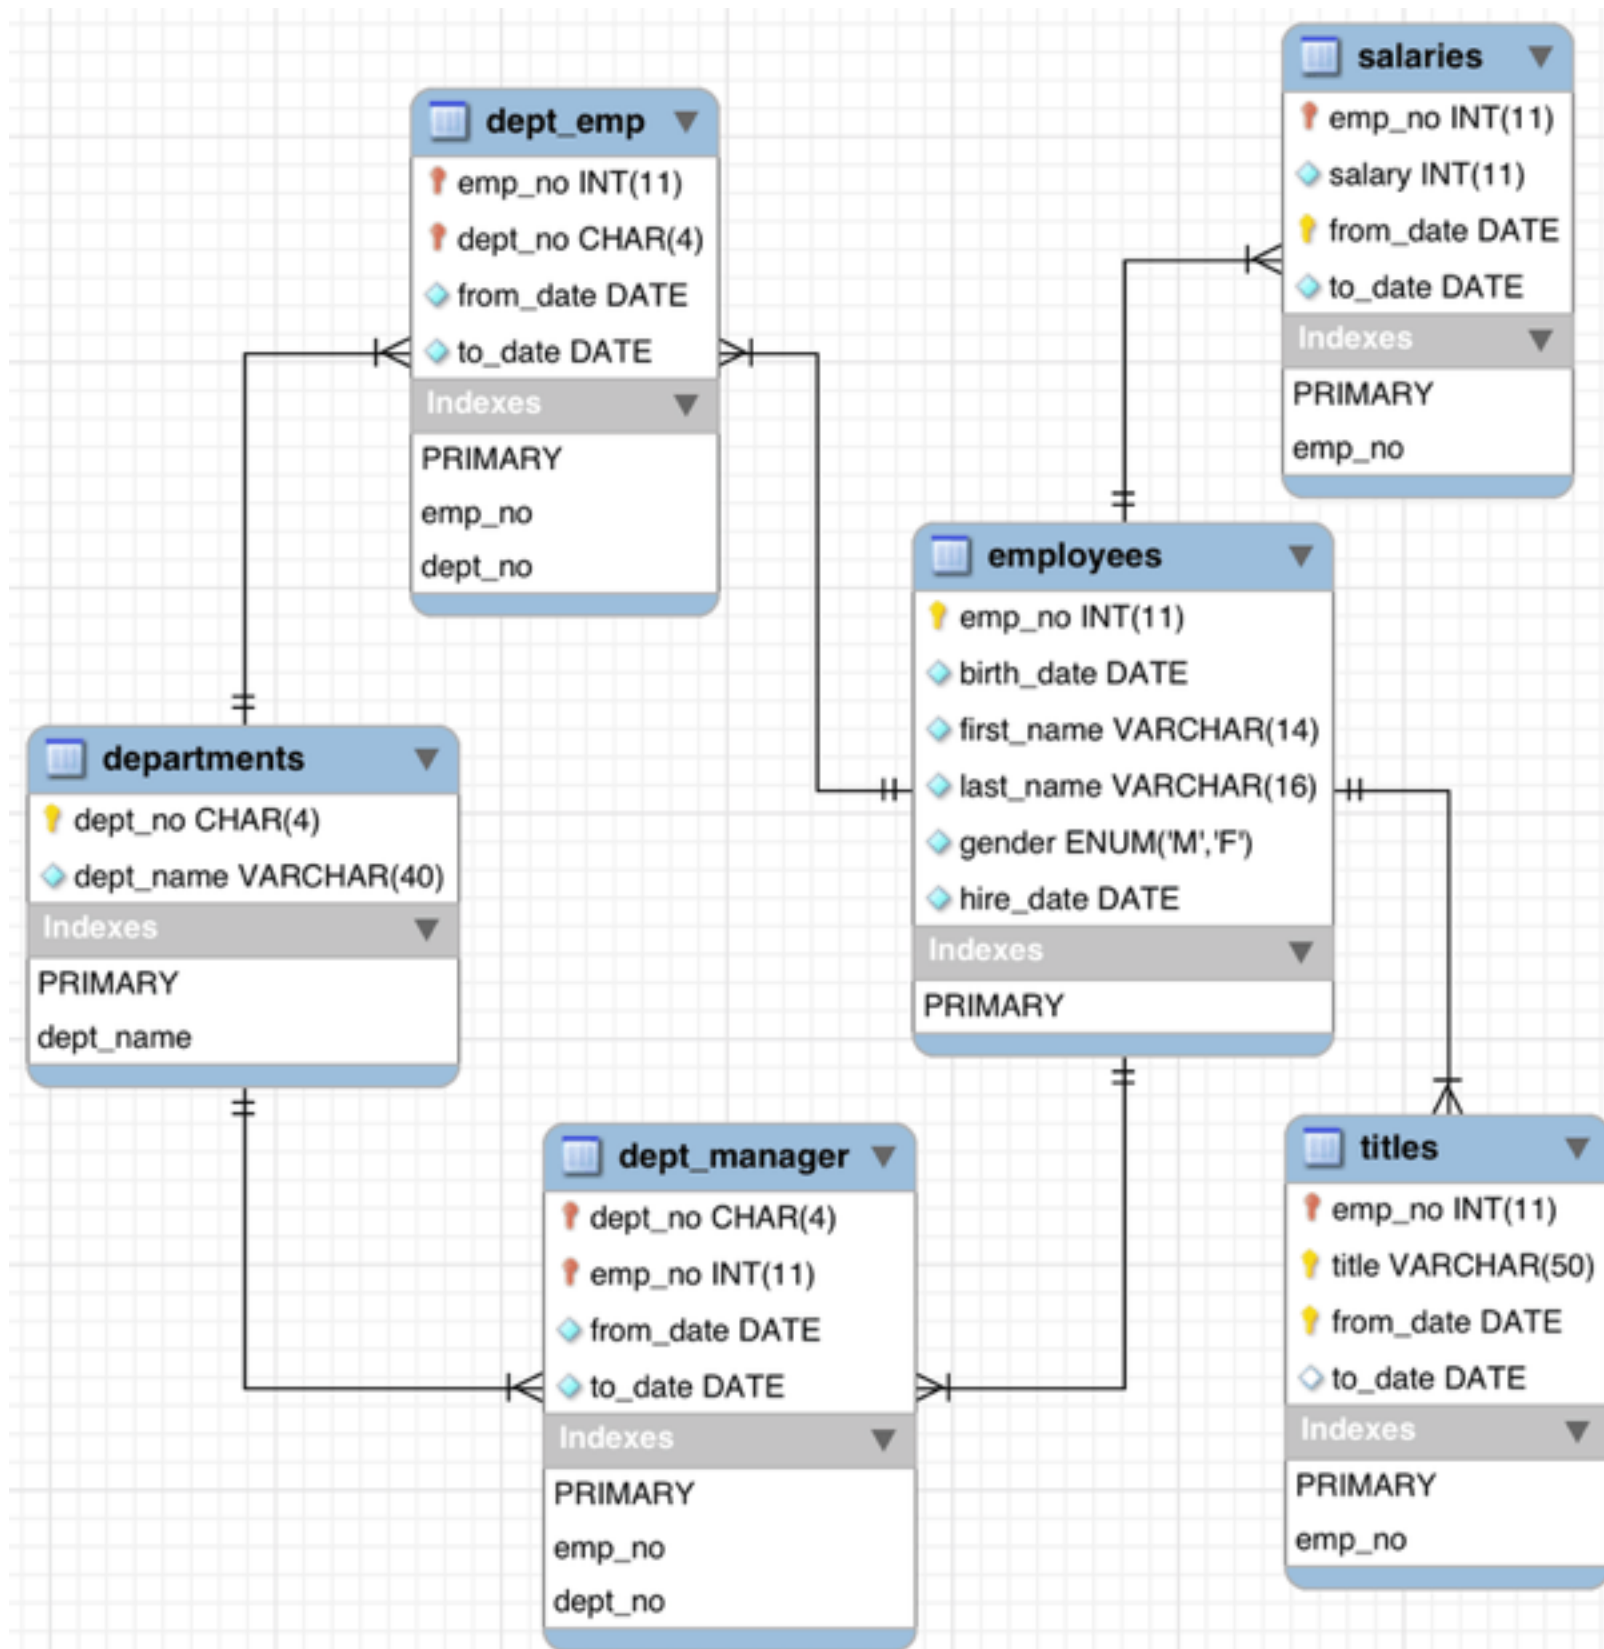 salaries
emp_no INT(11)
salary INT(11)
from_date DATE
to_date DATE
Indexes
PRIMARY
emp_no
dept_emp
emp_no INT(11)
dept_no CHAR(4)
from_date DATE
to_date DATE
Indexes
PRIMARY
emp_no
dept_no
employees
emp_no INT(11)
birth_date DATE
first_name VARCHAR(14)
last_name VARCHAR(16)
gender ENUM('M','F')
hire_date DATE
Indexes
PRIMARY
departments
dept_no CHAR(4)
dept_name VARCHAR(40)
Indexes
PRIMARY
dept_name
dept_manager
dept_no CHAR(4)
emp_no INT(11)
from_date DATE
to_date DATE
Indexes
PRIMARY
emp_no
dept_no
titles
emp_no INT(11)
title VARCHAR(50)
from_date DATE
to_date DATE
Indexes
PRIMARY
emp_no